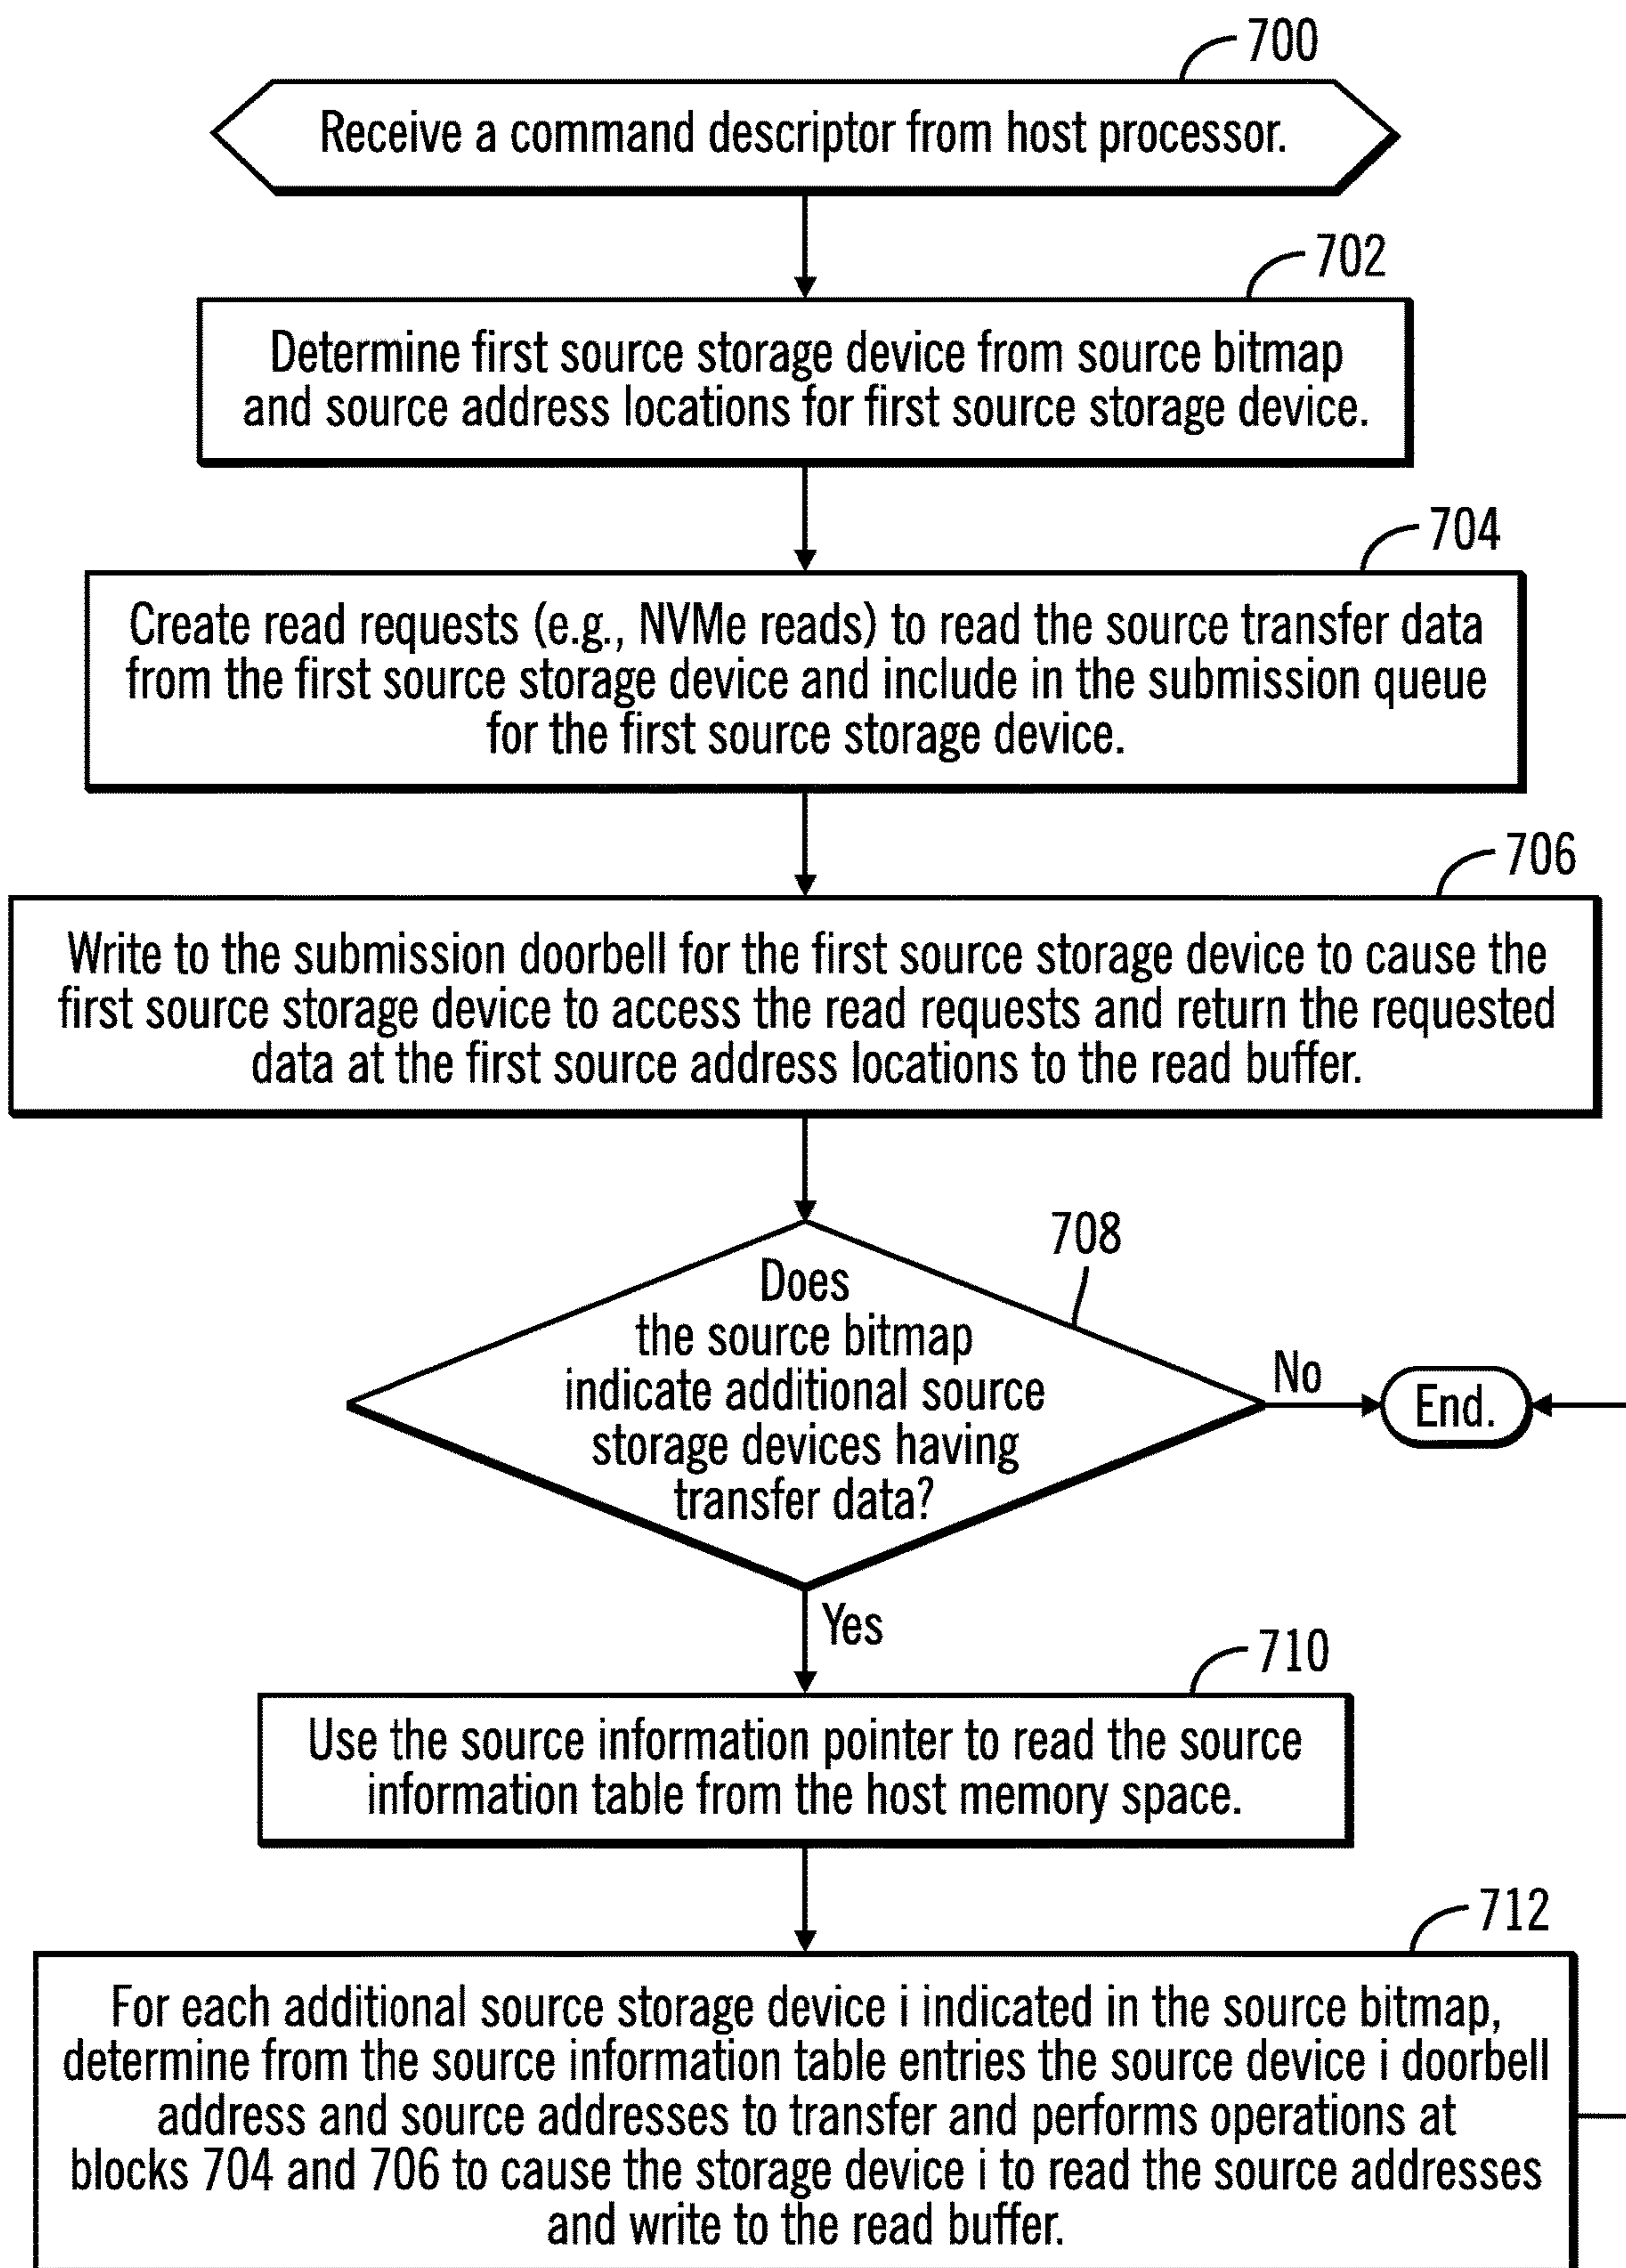 700
Receive a command descriptor from host processor.
702
Determine first source storage device from source bitmap
and source address locations for first source storage device.
704
Create read requests (e.g., NVMe reads) to read the source transfer data
from the first source storage device and include in the submission queue
for the first source storage device.
706
Write to the submission doorbell for the first source storage device to cause the
first source storage device to access the read requests and return the requested
data at the first source address locations to the read buffer.
708
Does
the source bitmap
indicate additional source
storage devices having
transfer data?
No
End.
Yes
710
Use the source information pointer to read the source
information table from the host memory space.
712
For each additional source storage device i indicated in the source bitmap,
determine from the source information table entries the source device i doorbell
address and source addresses to transfer and performs operations at
blocks 704 and 706 to cause the storage device i to read the source addresses
and write to the read buffer.